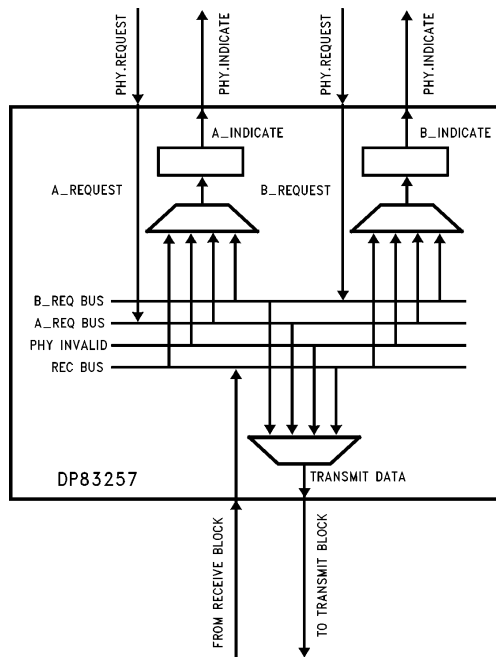 PHY.REQUEST
PHY.INDICATE
PHY.REQUEST
PHY.INDICATE
A_INDICATE
B_INDICATE
A_REQUEST
B_REQUEST
B_REQ BUS
A_REQ BUS
PHY INVALID
REC BUS
TRANSMIT DATA
DP83257
FROM RECEIVE BLOCK
TO TRANSMIT BLOCK